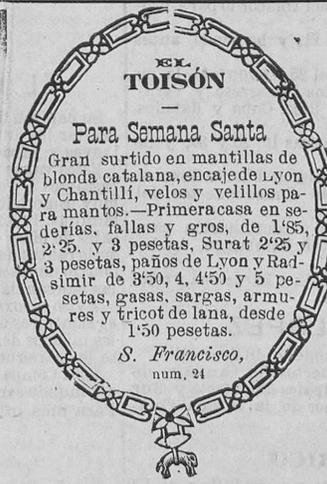 EL
TOISÓN
—
Para Semana Santa
Gran surtido en mantillas de
blonda catalana, encaje de Lyon
y Chantillí, velos y velillos pa-
ra mantos.—Primera casa en se-
derías, fallas y gros, de 1'85,
2'25. y 3 pesetas, Surat 2'25 y
3 pesetas, paños de Lyon y Rad-
simir de 3'50, 4, 4'50 y 5 pe-
setas, gasas, sargas, armu-
res y tricot de lana, desde
1'50 pesetas.
S. Francisco,
num. 24